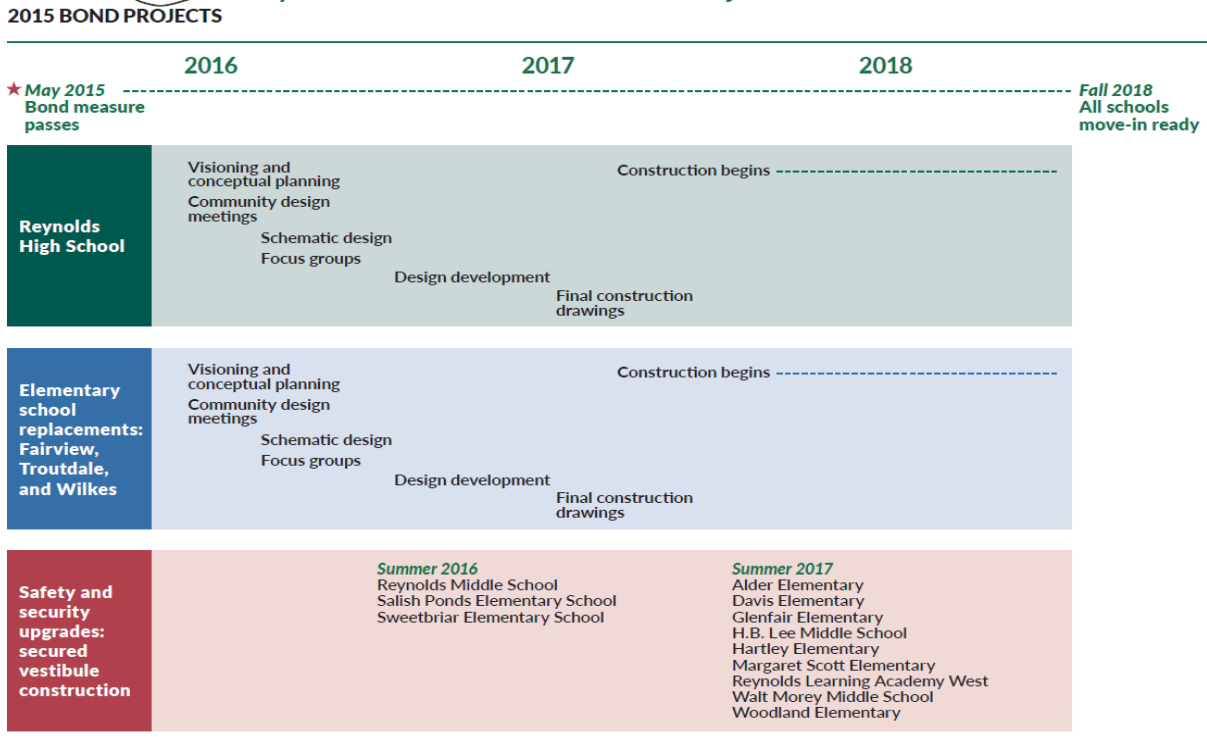 2015 BOND PROJECTS
2016
2017
2018
May 2015
Bond measure
passes
Fall 2018
All schools
move-in ready
Reynolds
High School
Visioning and
conceptual planning
Community design
meetings
Schematic design
Focus groups
Design development
Final construction
drawings
Construction begins
Elementary
school
replacements:
Fairview,
Troutdale,
and Wilkes
Visioning and
conceptual planning
Community design
meetings
Schematic design
Focus groups
Design development
Final construction
drawings
Construction begins
Safety and
security
upgrades:
secured
vestibule
construction
Summer 2016
Reynolds Middle School
Salish Ponds Elementary School
Sweetbriar Elementary School
Summer 2017
Alder Elementary
Davis Elementary
Glenfair Elementary
H.B. Lee Middle School
Hartley Elementary
Margaret Scott Elementary
Reynolds Learning Academy West
Walt Morey Middle School
Woodland Elementary